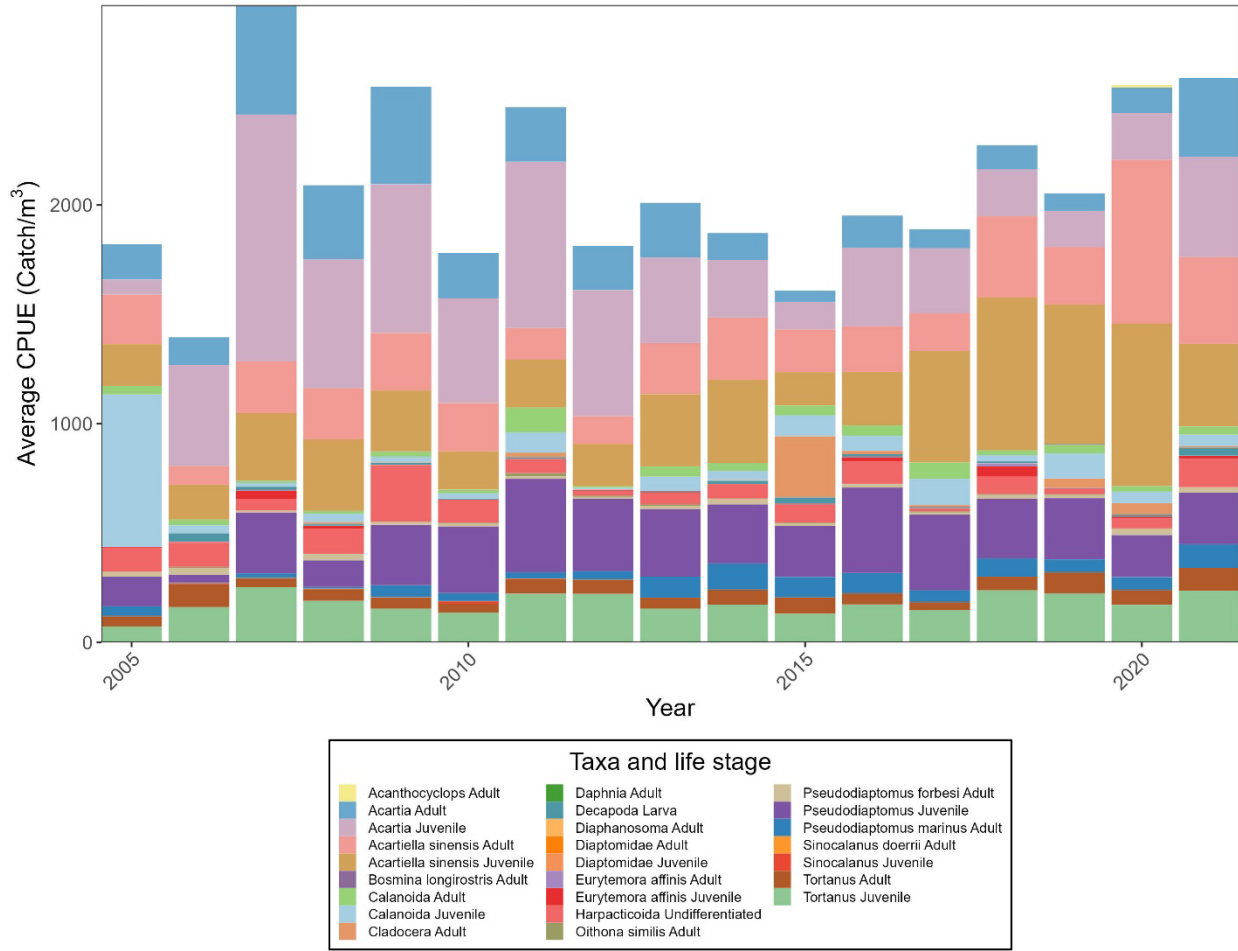 Average CPUE (Catch/m³)
2000
1000
0
2005
2010
2015
2020
Year
Taxa and life stage
Acanthocyclops Adult
Acartia Adult
Acartia Juvenile
Acartiella sinensis Adult
Acartiella sinensis Juvenile
Bosmina longirostris Adult
Calanoida Adult
Calanoida Juvenile
Cladocera Adult
Daphnia Adult
Decapoda Larva
Diaphanosoma Adult
Diaptomidae Adult
Diaptomidae Juvenile
Eurytemora affinis Adult
Eurytemora affinis Juvenile
Harpacticoida Undifferentiated
Oithona similis Adult
Pseudodiaptomus forbesi Adult
Pseudodiaptomus Juvenile
Pseudodiaptomus marinus Adult
Sinocalanus doerrii Adult
Sinocalanus Juvenile
Tortanus Adult
Tortanus Juvenile